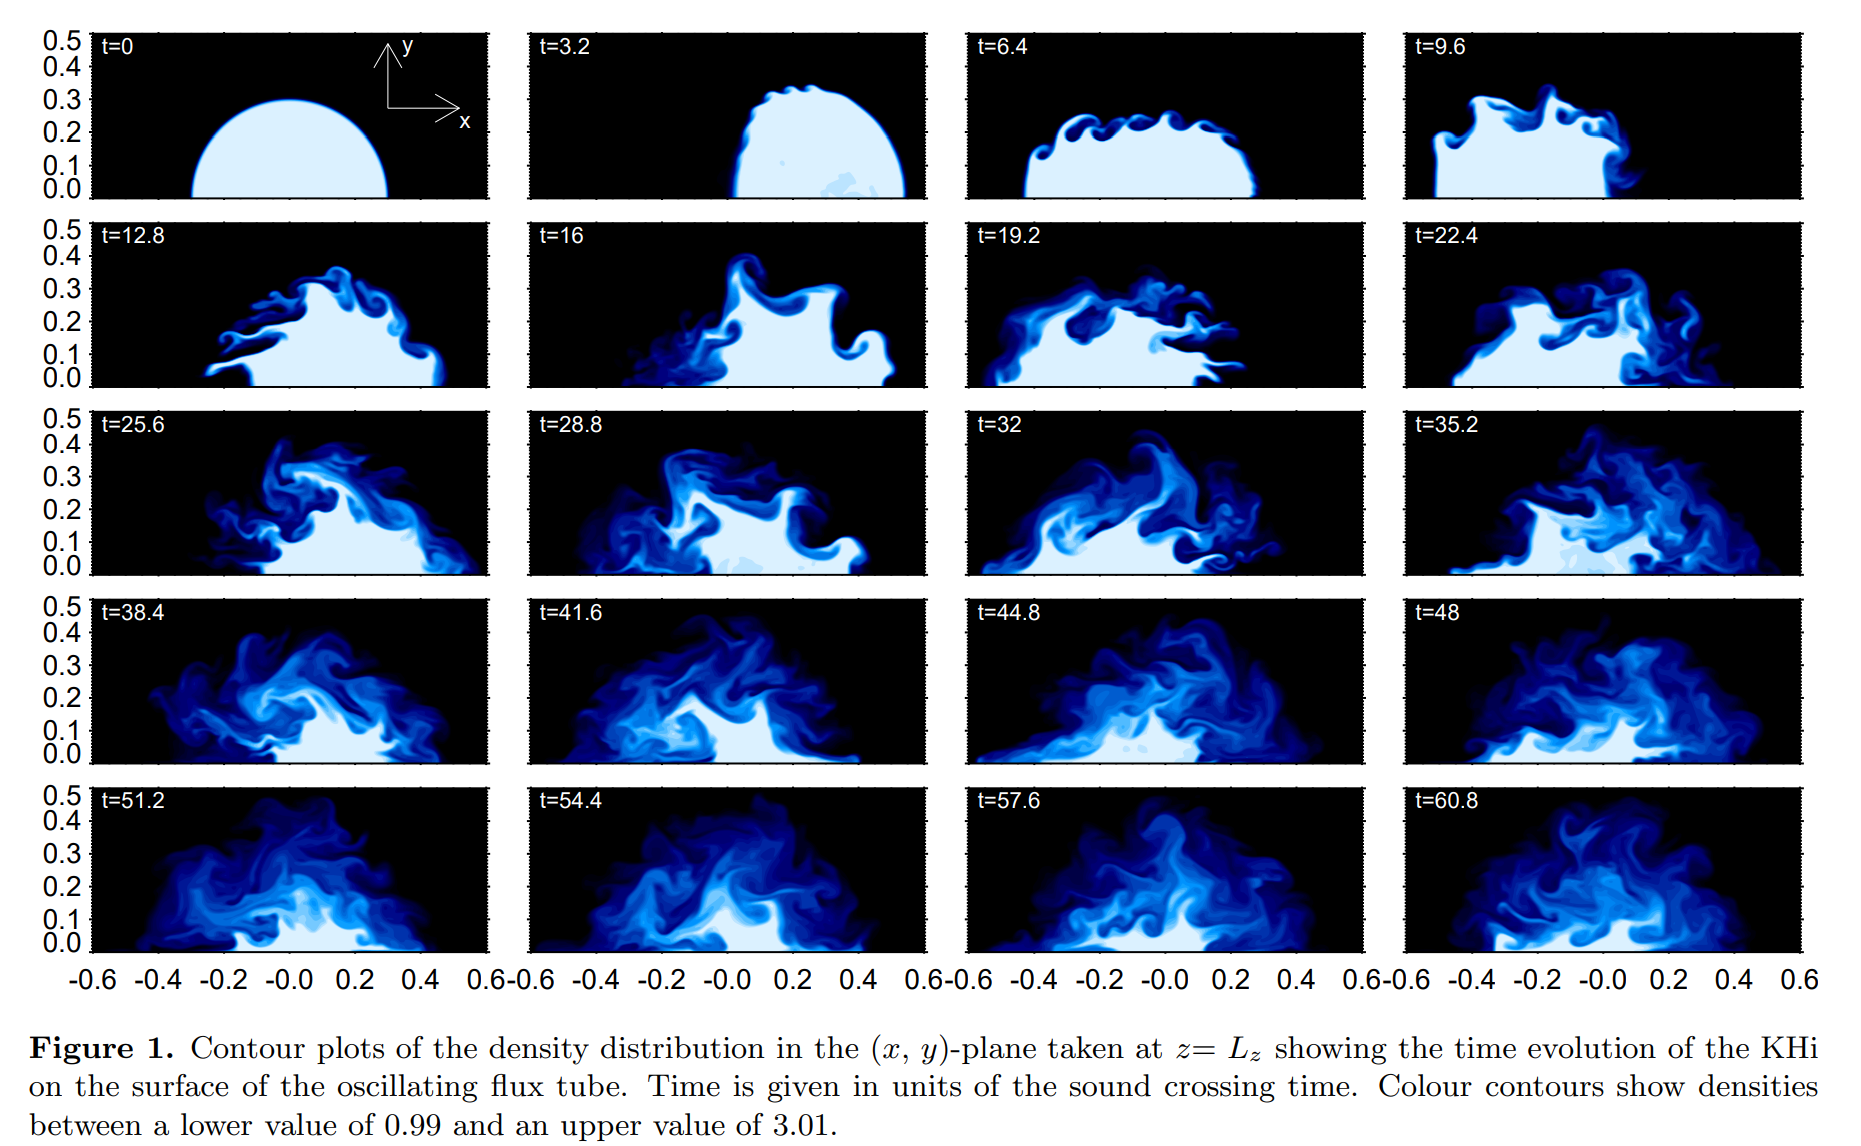 0.5 t=0 y t=3.2 t=6.4 t=9.6
0.4
0.3
0.2 x
0.1
0.0
0.5 t=12.8 t=16 t=19.2 t=22.4
0.4
0.3
0.2
0.1
0.0
0.5 t=25.6 t=28.8 t=32 t=35.2
0.4
0.3
0.2
0.1
0.0
0.5 t=38.4 t=41.6 t=44.8 t=48
0.4
0.3
0.2
0.1
0.0
0.5 t=51.2 t=54.4 t=57.6 t=60.8
0.4
0.3
0.2
0.1
0.0
-0.6 -0.4 -0.2 -0.0 0.2 0.4 0.6 -0.6 -0.4 -0.2 -0.0 0.2 0.4 0.6 -0.6 -0.4 -0.2 -0.0 0.2 0.4 0.6 -0.6 -0.4 -0.2 -0.0 0.2 0.4 0.6
Figure 1. Contour plots of the density distribution in the (x, y)-plane taken at z= L_z showing the time evolution of the KHi
on the surface of the oscillating flux tube. Time is given in units of the sound crossing time. Colour contours show densities
between a lower value of 0.99 and an upper value of 3.01.